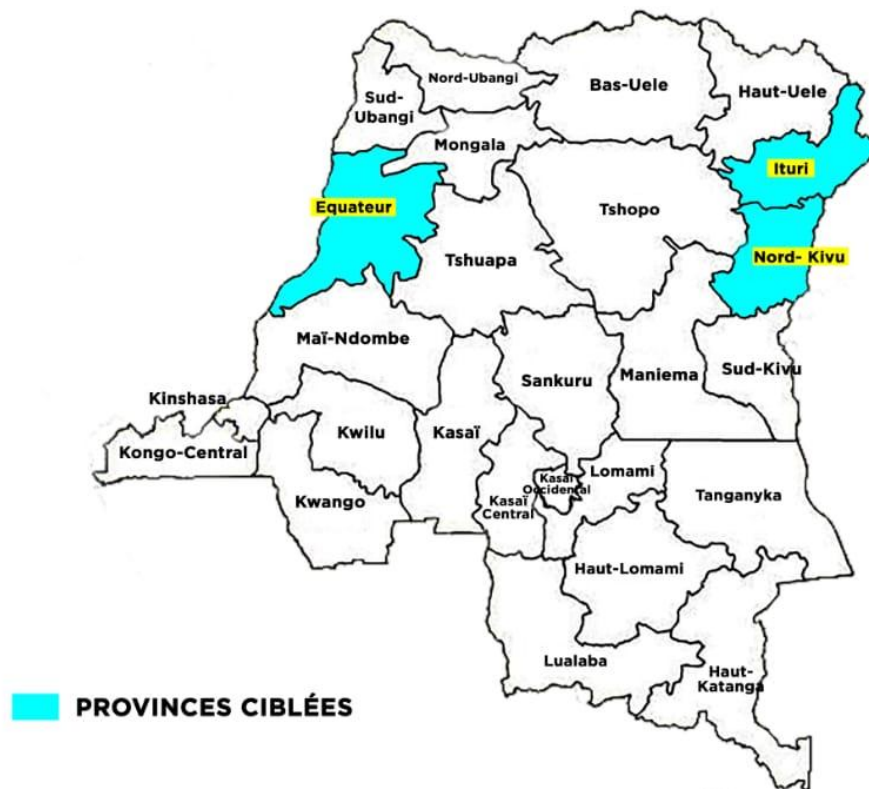 Nord-Ubangi
Bas-Uele
Haut-Uele
Sud-
Ubangi
Mongala
Ituri
Equateur
Tshopo
Tshuapa
Nord- Kivu
Maï-Ndombe
Sankuru
Maniema
Sud-Kivu
Kinshasa
Kwilu
Kasaï
Kongo-Central
Kwango
Kasaï
Central
Kasaï
Occidental
Lomami
Tanganyka
Haut-Lomami
Lualaba
Haut-
Katanga
PROVINCES CIBLÉES